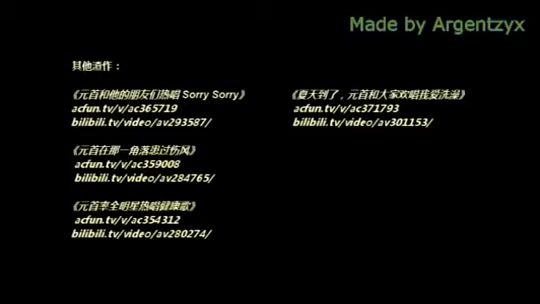 Made by Argentzyx
其他渣作：
《元首和他的朋友们热唱 Sorry Sorry》
acfun.tv/v/ac365719
bilibili.tv/video/av293587/
《元首在那一角落患过伤风》
acfun.tv/v/ac359008
bilibili.tv/video/av284765/
《元首率全明星热唱健康歌》
acfun.tv/v/ac354312
bilibili.tv/video/av280274/
《夏天到了，元首和大家欢唱我爱洗澡》
acfun.tv/v/ac371793
bilibili.tv/video/av301153/